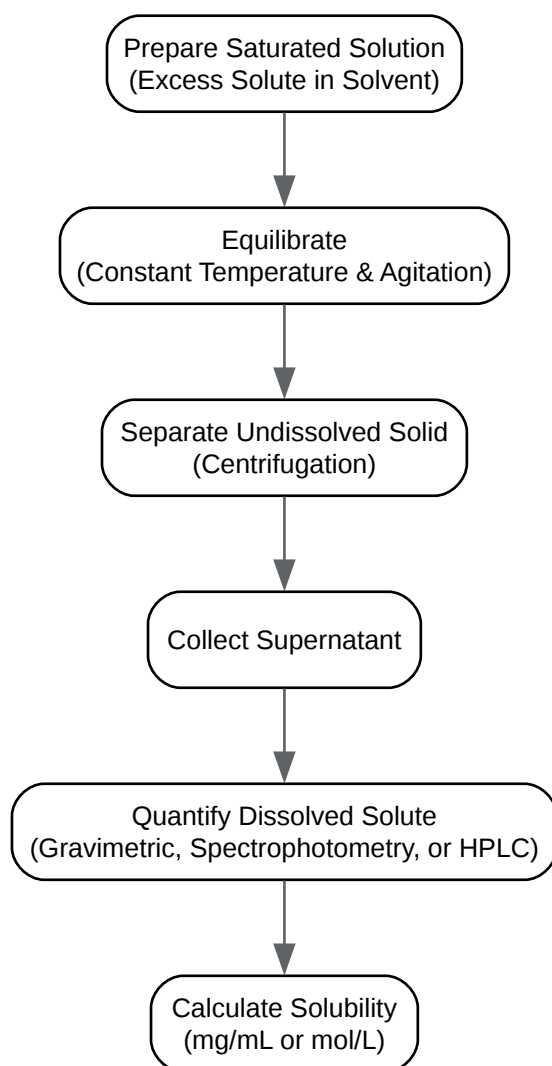 Prepare Saturated Solution
(Excess Solute in Solvent)
Equilibrate
(Constant Temperature & Agitation)
Separate Undissolved Solid
(Centrifugation)
Collect Supernatant
Quantify Dissolved Solute
(Gravimetric, Spectrophotometry, or HPLC)
Calculate Solubility
(mg/mL or mol/L)